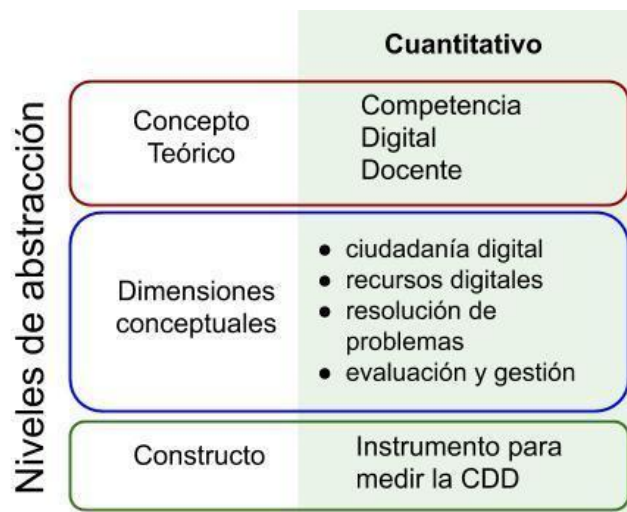 Niveles de abstracción
Cuantitativo
Concepto
Teórico
Competencia
Digital
Docente
Dimensiones
conceptuales
● ciudadanía digital
● recursos digitales
● resolución de
problemas
● evaluación y gestión
Constructo
Instrumento para
medir la CDD